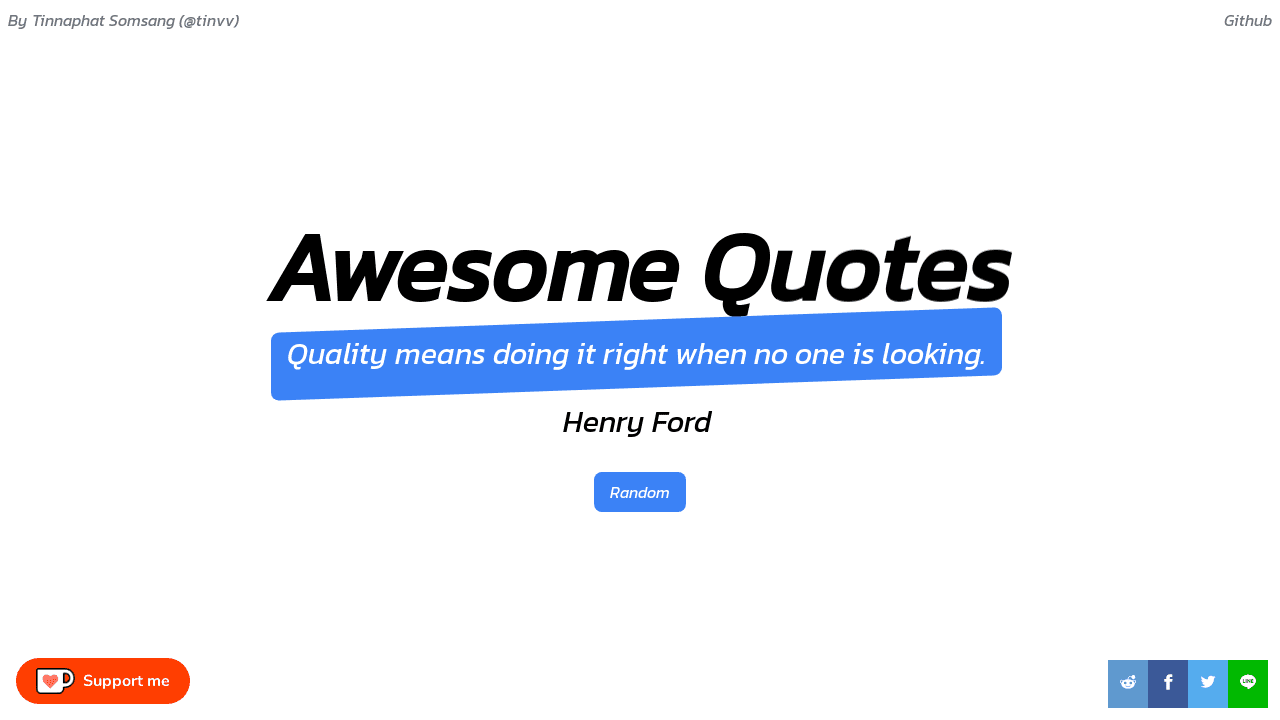 By Tinnaphat Somsang (@tinvv)
Github
Awesome Quotes
Quality means doing it right when no one is looking.
Henry Ford
Random
Support me
LINE